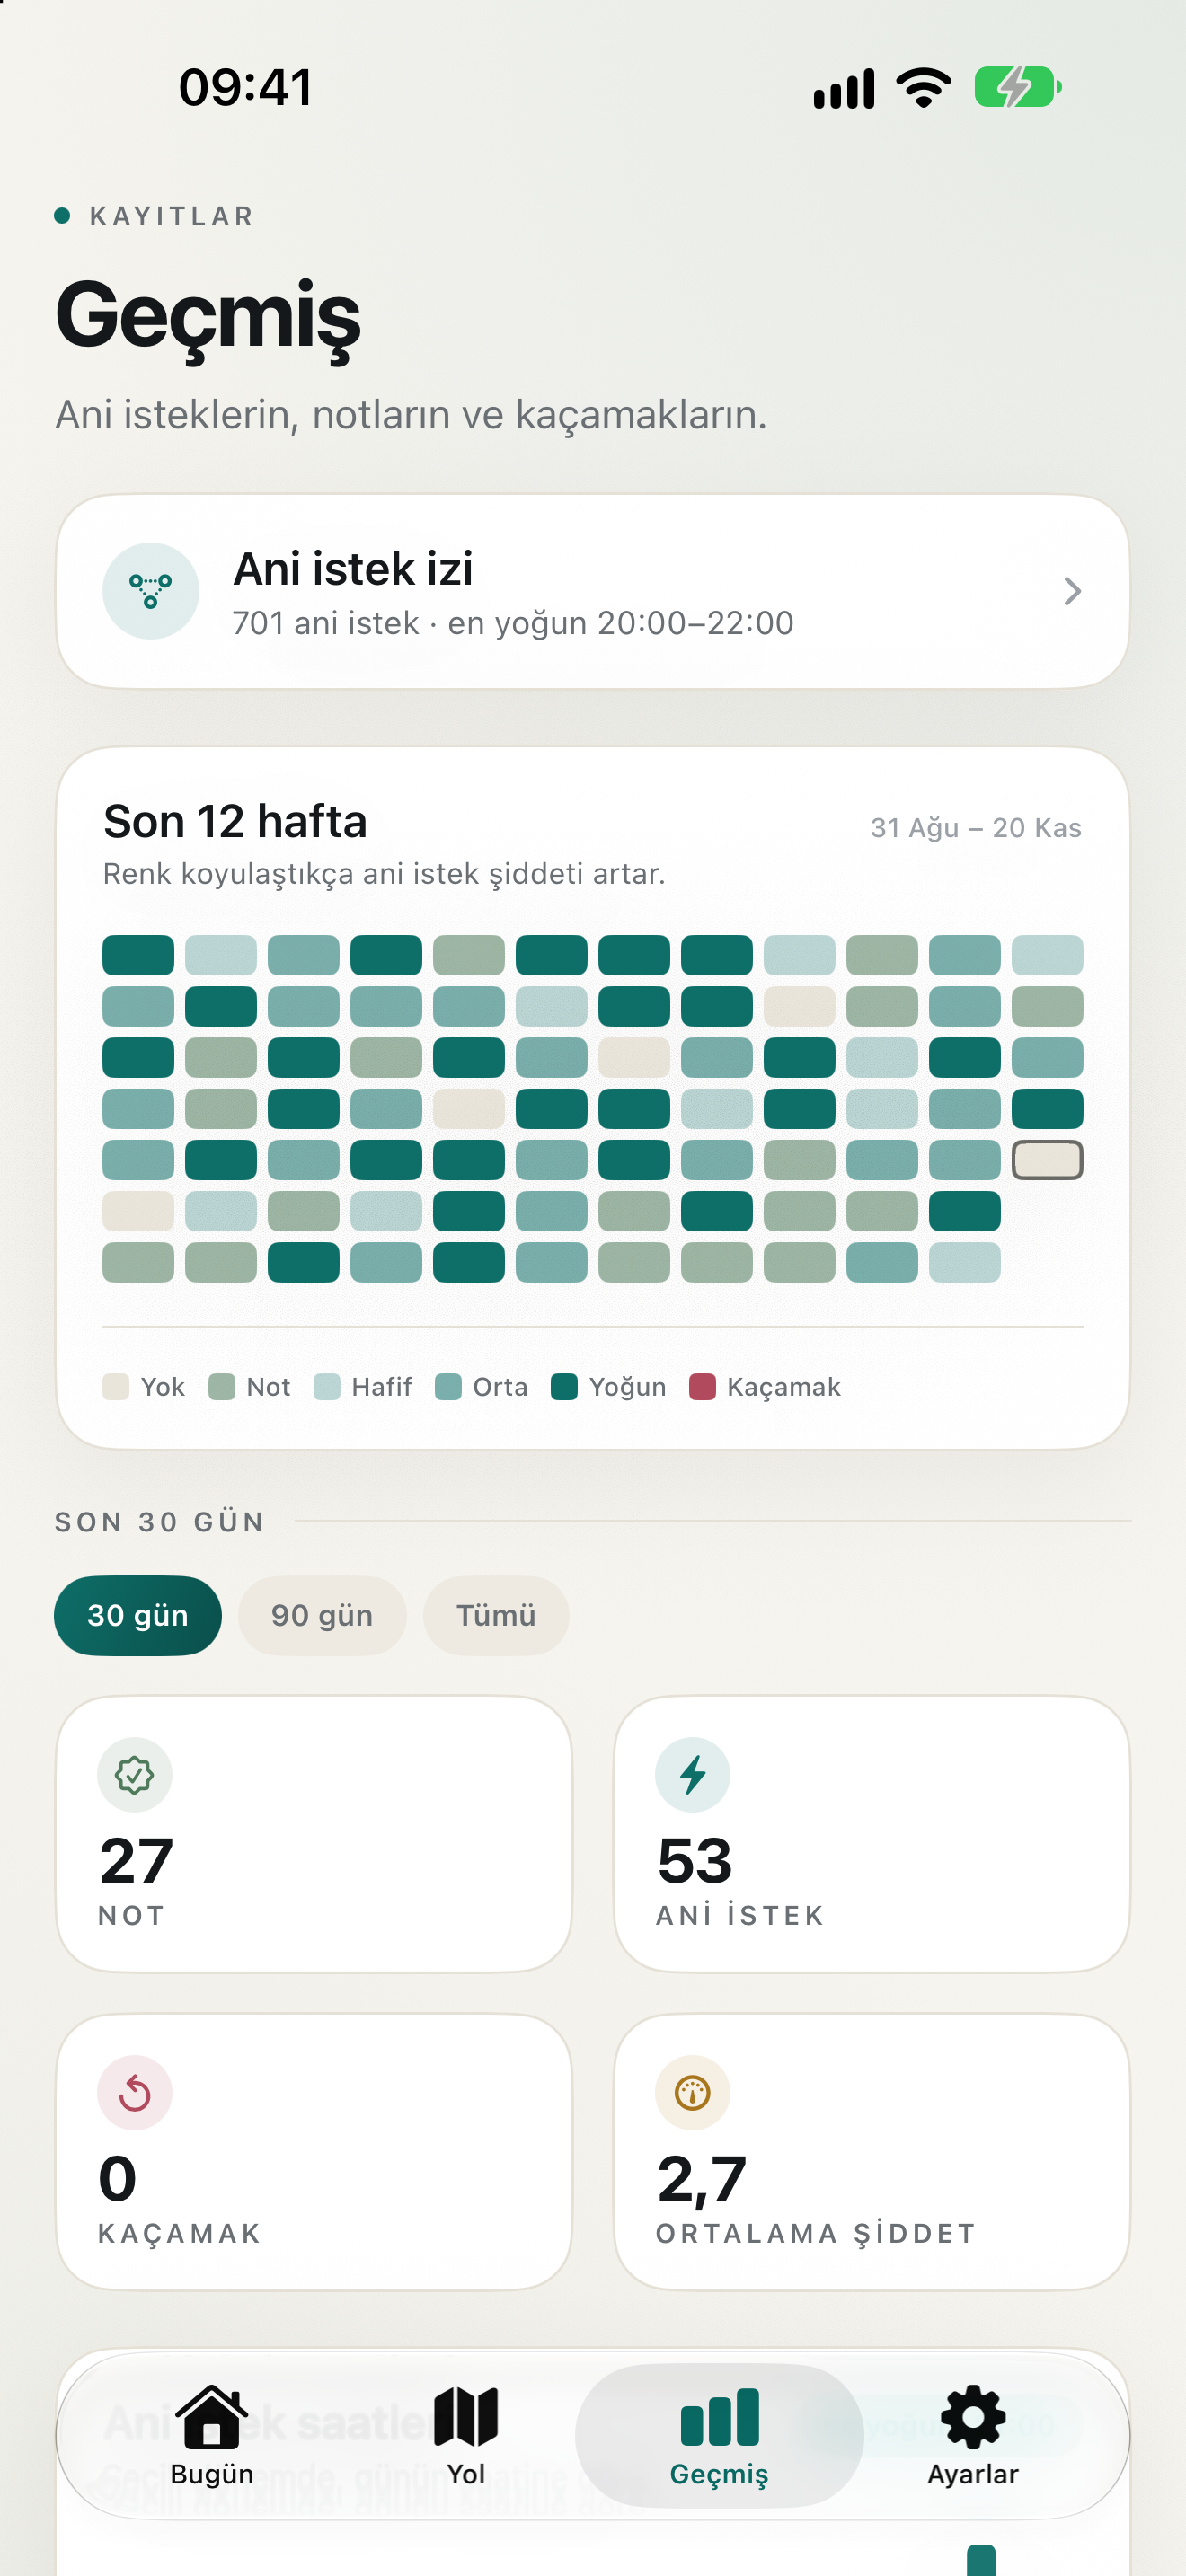 09:41
KAYITLAR
Geçmiş
Ani isteklerin, notların ve kaçamakların.
Ani istek izi
701 ani istek · en yoğun 20:00–22:00
Son 12 hafta
31 Ağu – 20 Kas
Renk koyulaştıkça ani istek şiddeti artar.
Yok Not Hafif Orta Yoğun Kaçamak
SON 30 GÜN
30 gün 90 gün Tümü
27
NOT
53
ANİ İSTEK
0
KAÇAMAK
2,7
ORTALAMA ŞİDDET
Bugün Yol Geçmiş Ayarlar